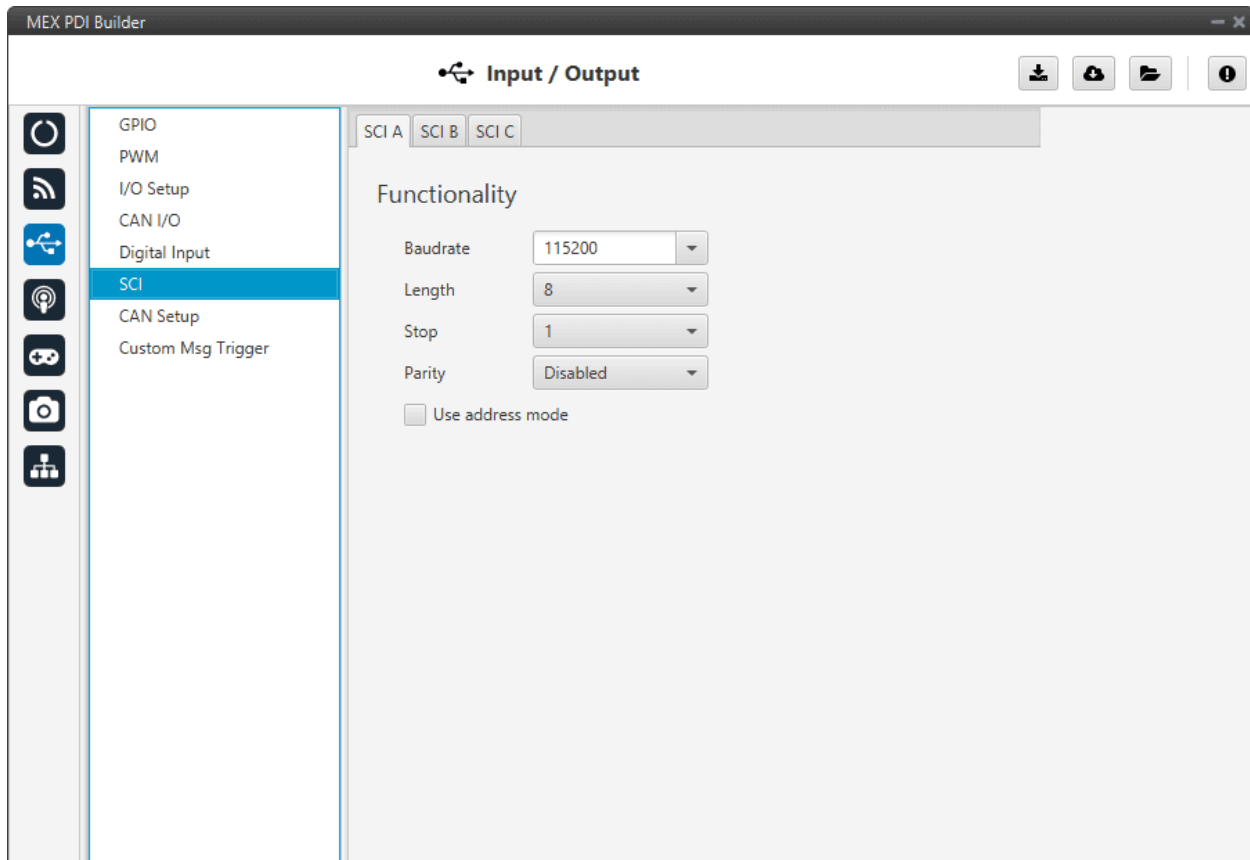 MEX PDI Builder
Input / Output
GPIO
PWM
I/O Setup
CAN I/O
Digital Input
SCI
CAN Setup
Custom Msg Trigger
SCI A SCI B SCI C
Functionality
Baudrate 115200
Length 8
Stop 1
Parity Disabled
Use address mode